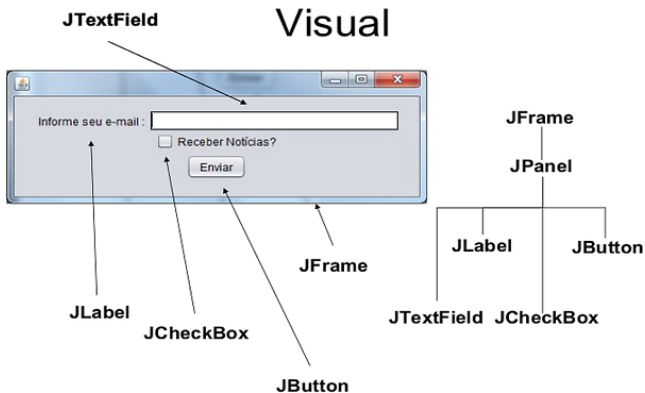 JTextField
Visual
Informe seu e-mail :
Receber Notícias?
Enviar
JFrame
JLabel
JCheckBox
JButton
JFrame
JPanel
JLabel
JButton
JTextField
JCheckBox